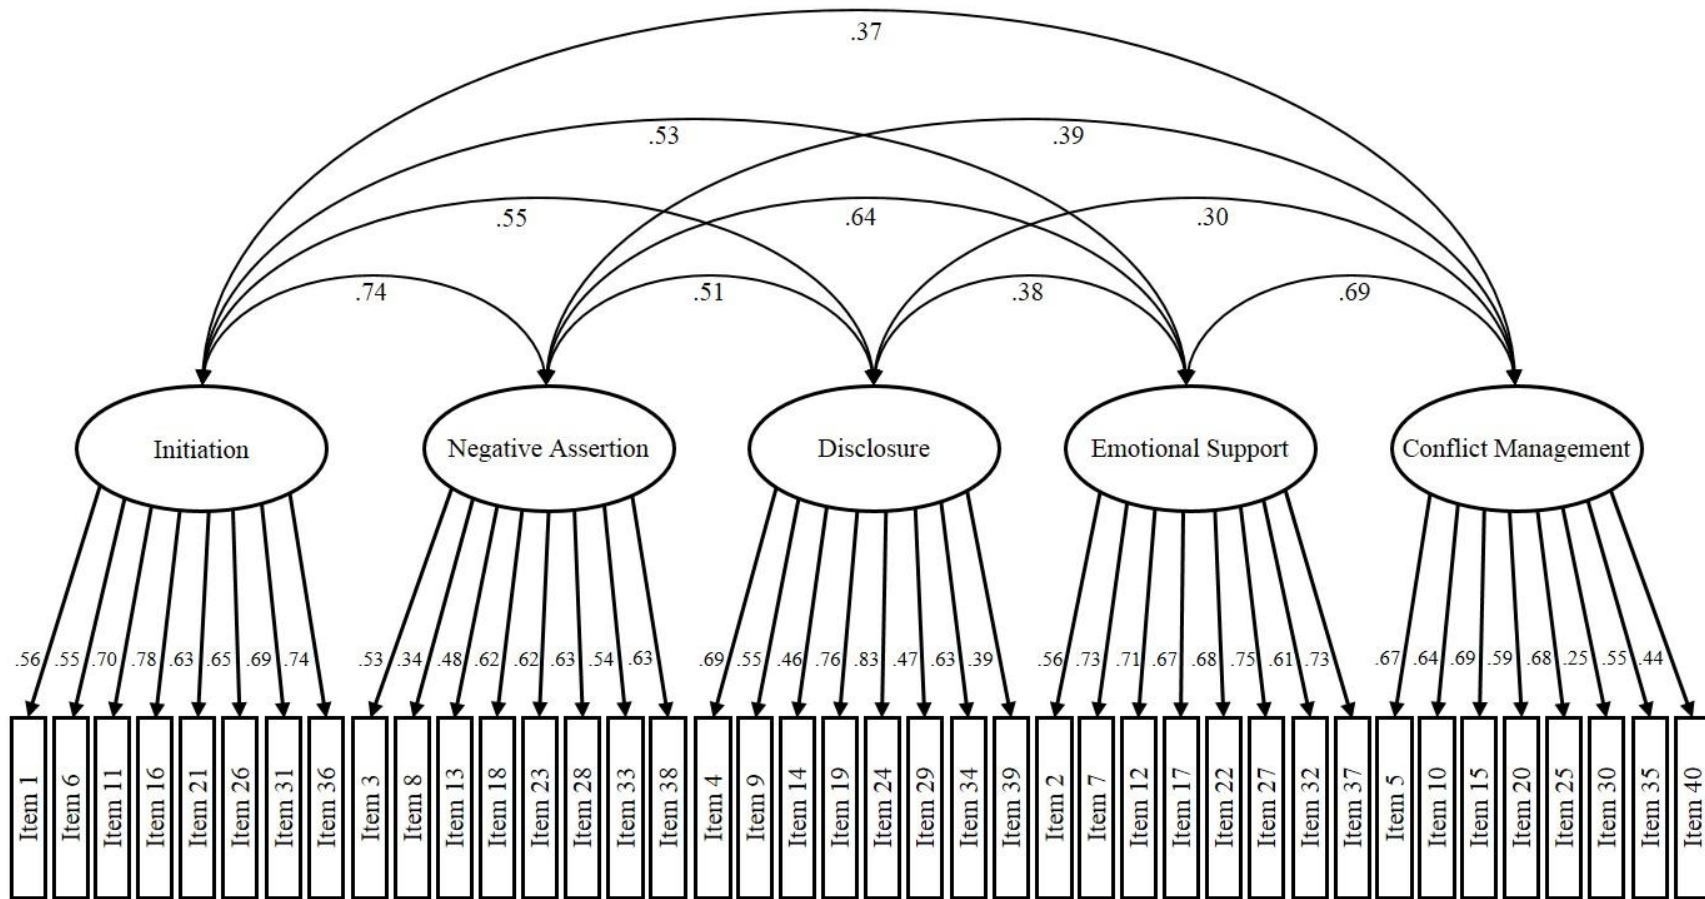 .37
.53 .39
.55 .64 .30
.74 .51 .38 .69
Initiation Negative Assertion Disclosure Emotional Support Conflict Management
.56 .55 .70 .78 .63 .65 .69 .74 .53 .34 .48 .62 .62 .63 .54 .63 .69 .55 .46 .76 .83 .47 .63 .39 .56 .73 .71 .67 .68 .75 .61 .73 .67 .64 .69 .59 .68 .25 .55 .44
Item 1
Item 6
Item 11
Item 16
Item 21
Item 26
Item 31
Item 36
Item 3
Item 8
Item 13
Item 18
Item 23
Item 28
Item 33
Item 38
Item 4
Item 9
Item 14
Item 19
Item 24
Item 29
Item 34
Item 39
Item 2
Item 7
Item 12
Item 17
Item 22
Item 27
Item 32
Item 37
Item 5
Item 10
Item 15
Item 20
Item 25
Item 30
Item 35
Item 40